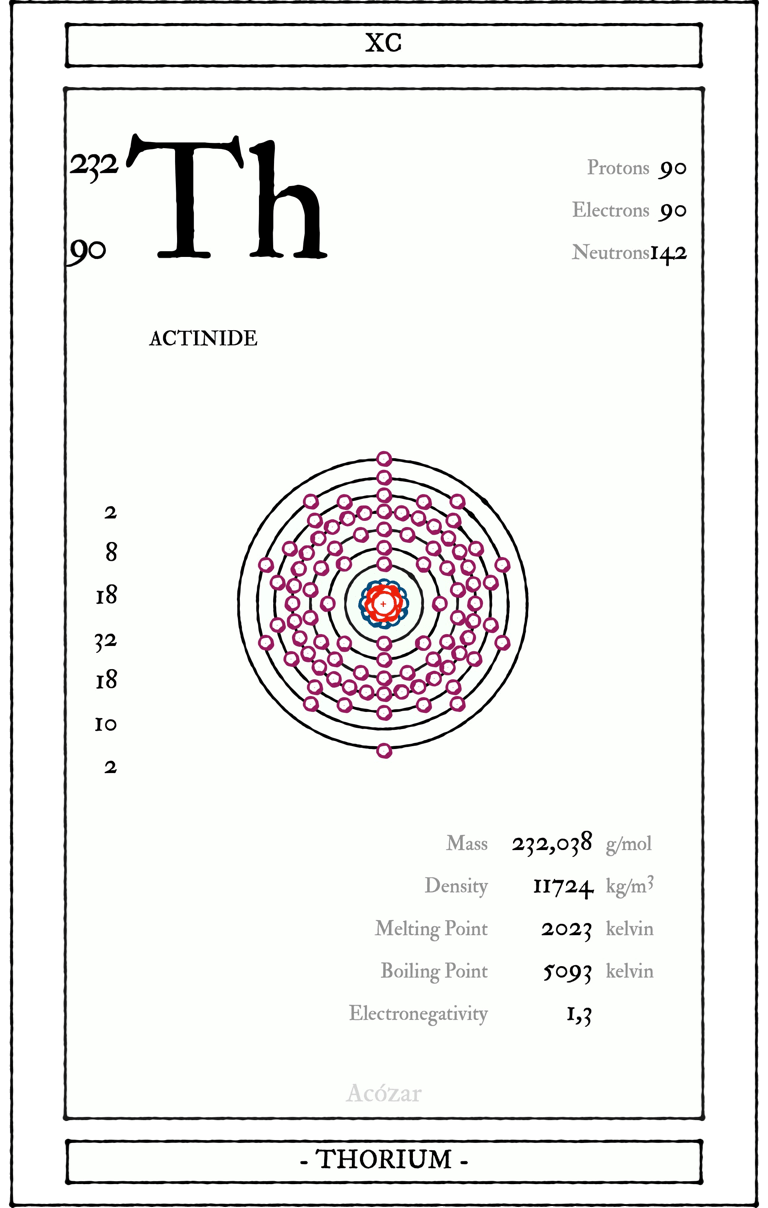 XC
232
Th
90
Protons 90
Electrons 90
Neutrons 142
ACTINIDE
2
8
18
32
18
10
2
Mass 232,038 g/mol
Density 11724 kg/m³
Melting Point 2023 kelvin
Boiling Point 5093 kelvin
Electronegativity 1,3
Acózar
- THORIUM -